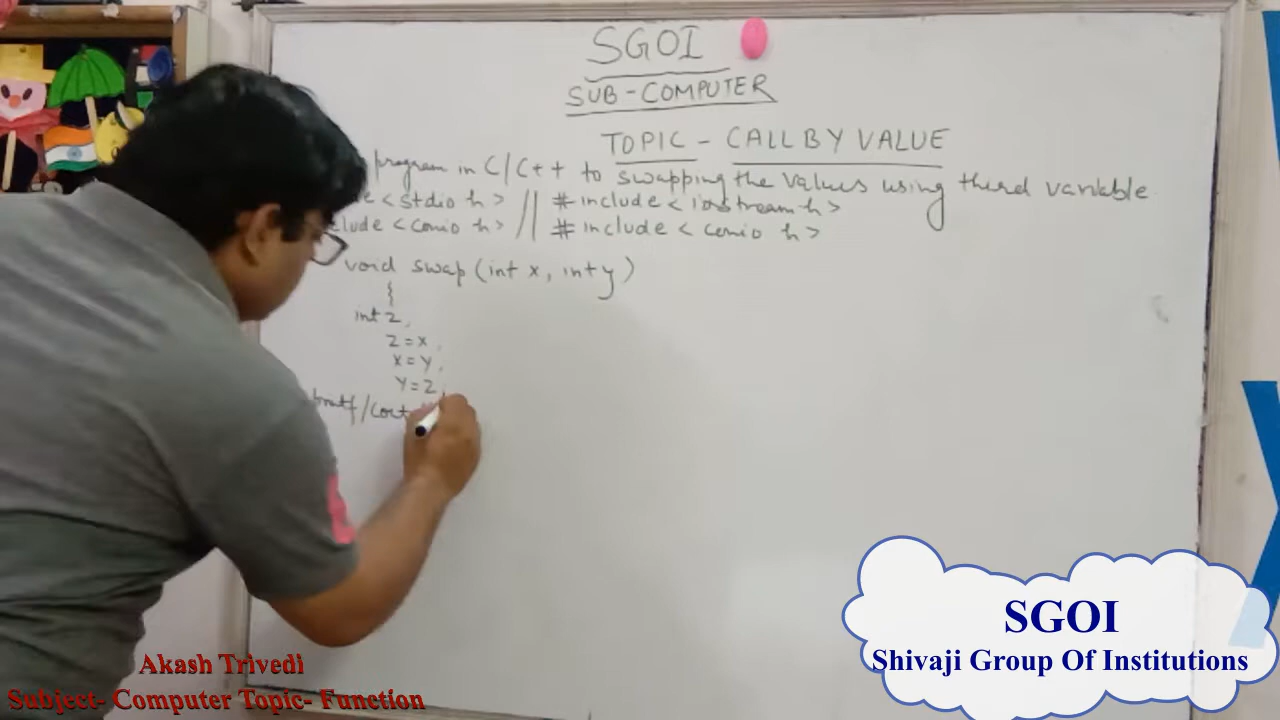 SGOI
SUB - COMPUTER
TOPIC - CALL BY VALUE
program in C/C++ to swapping the values using third variable
<stdio h> // # include <iostream h>
clude <conio h> // # include <conio h>
void swap (int x, int y)
{
int z,
z = x,
x = y,
y = z,
printf/cout
SGOI
Shivaji Group Of Institutions
Akash Trivedi
Subject- Computer Topic- Function